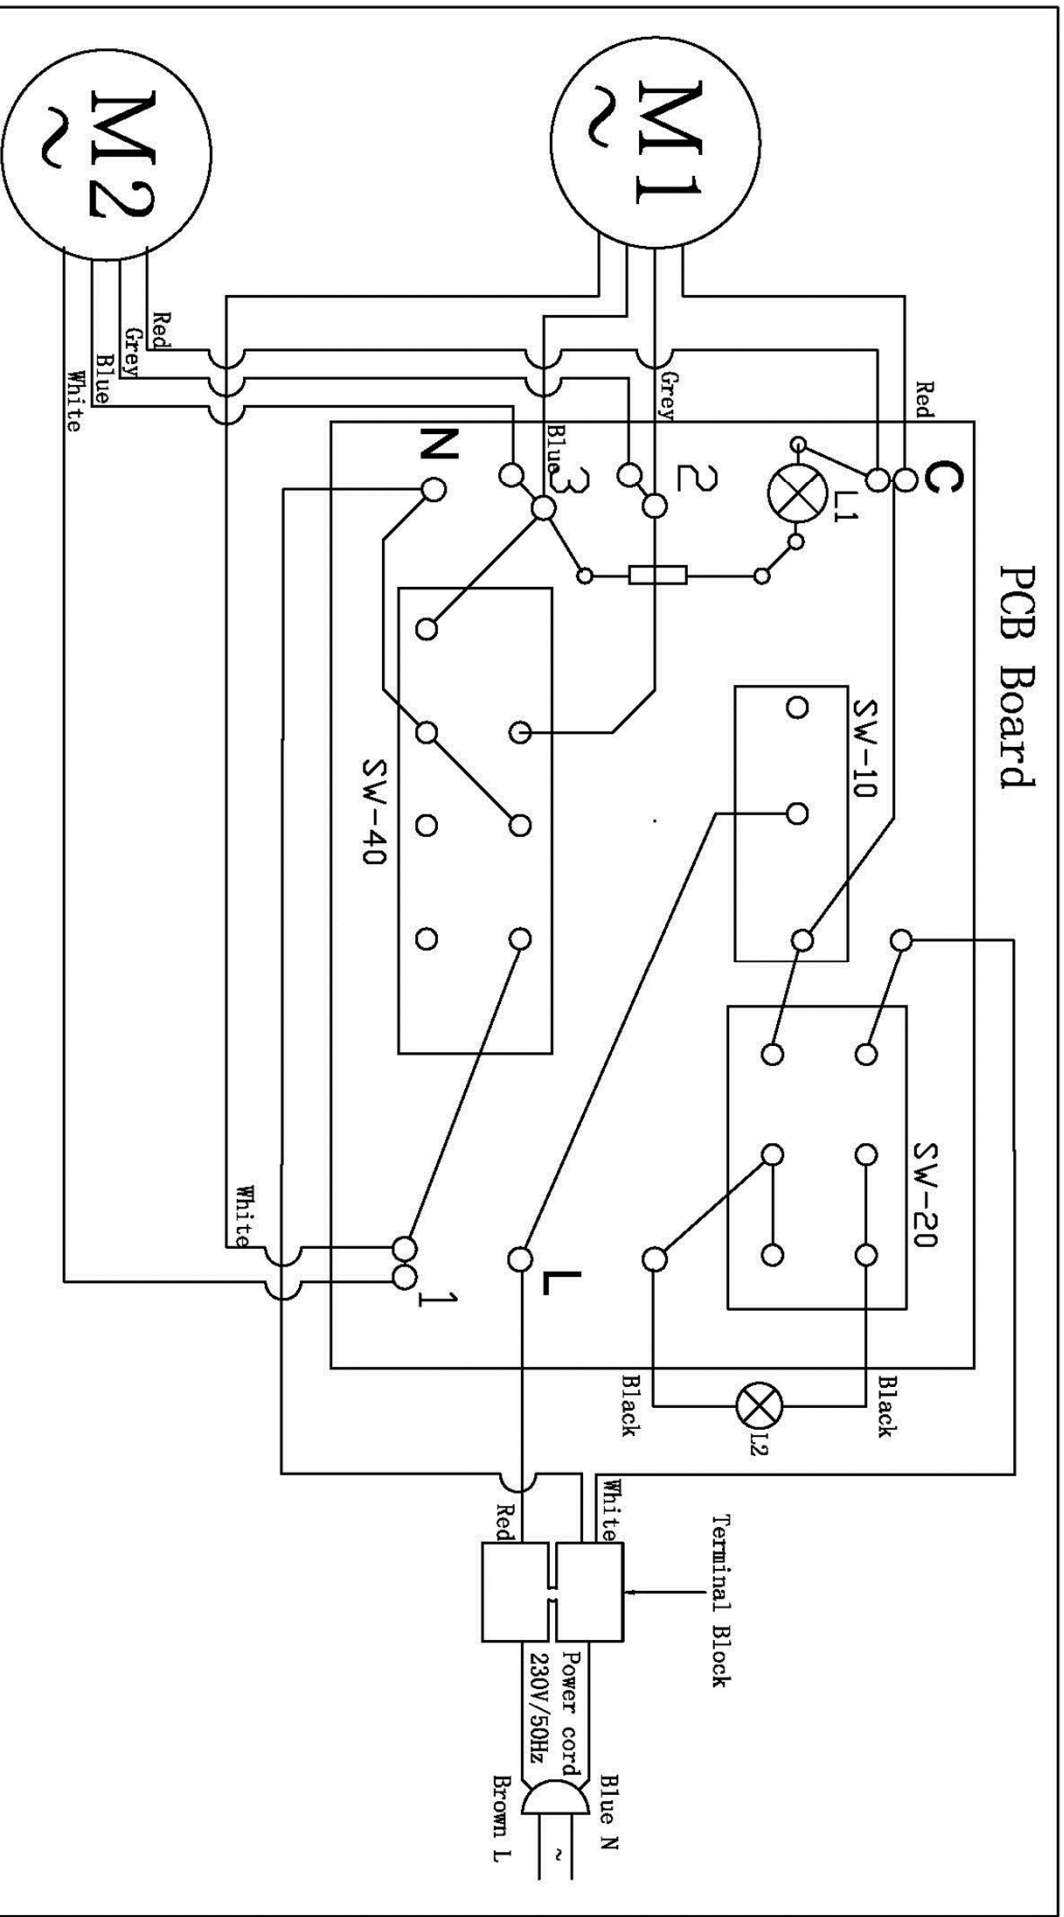 PCB Board
C
Red
SW-20
Black
SW-10
L1
L2
Terminal Block
2
M1
~
Grey
Black
White
Blue N
3
Blue
Power cord
230V/50Hz
~
L
Red
Brown L
N
1
SW-40
White
M2
~
Red
Grey
Blue
White